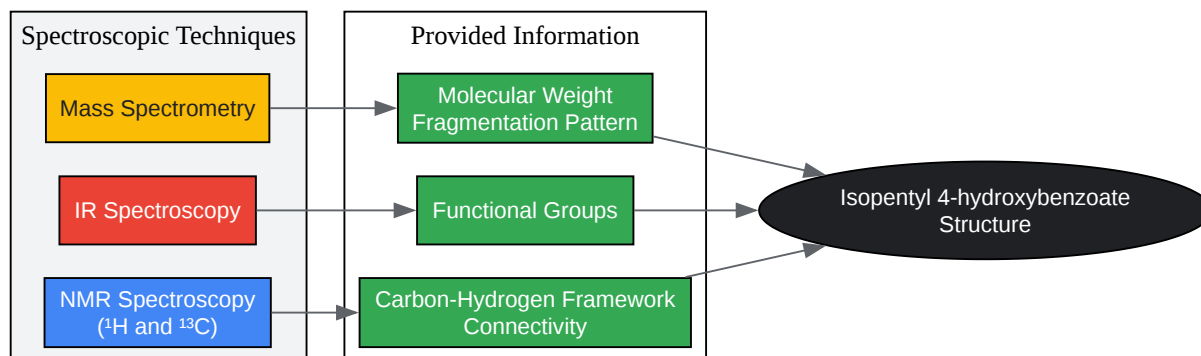 Spectroscopic Techniques
Provided Information
Mass Spectrometry
Molecular Weight
Fragmentation Pattern
IR Spectroscopy
Functional Groups
Isopentyl 4-hydroxybenzoate
Structure
NMR Spectroscopy
(¹H and ¹³C)
Carbon-Hydrogen Framework
Connectivity